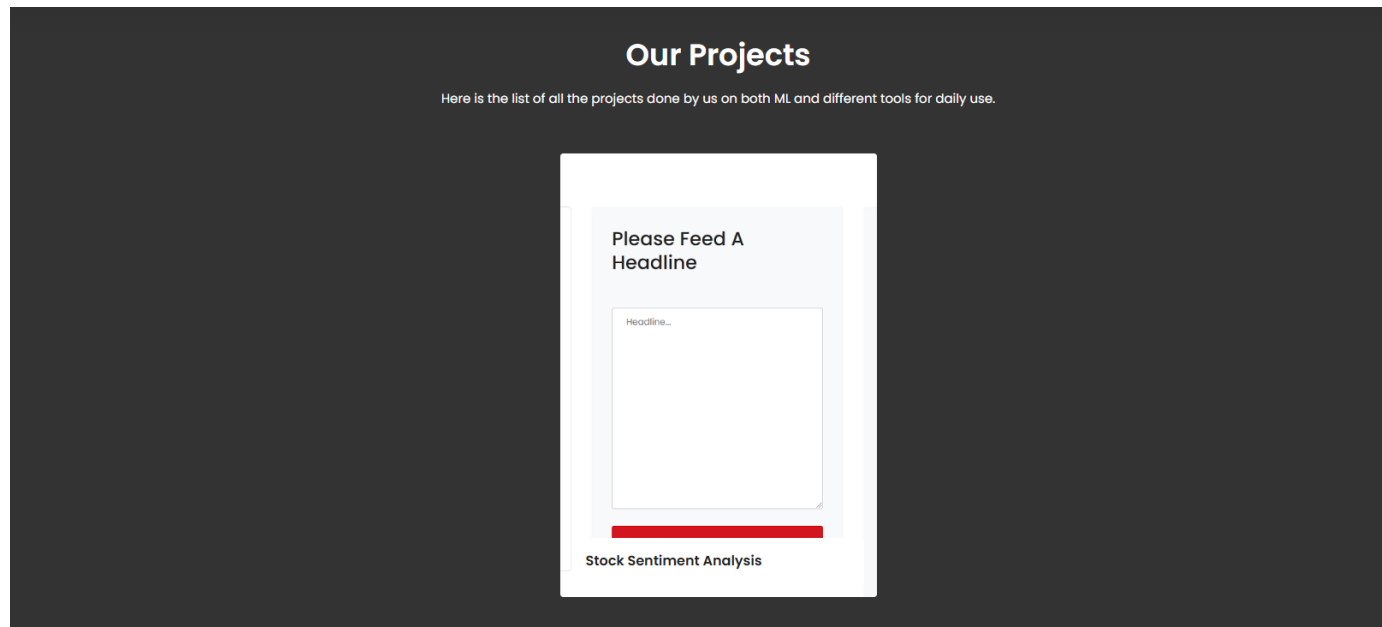 Our Projects
Here is the list of all the projects done by us on both ML and different tools for daily use.
Please Feed A
Headline
Headline...
Stock Sentiment Analysis